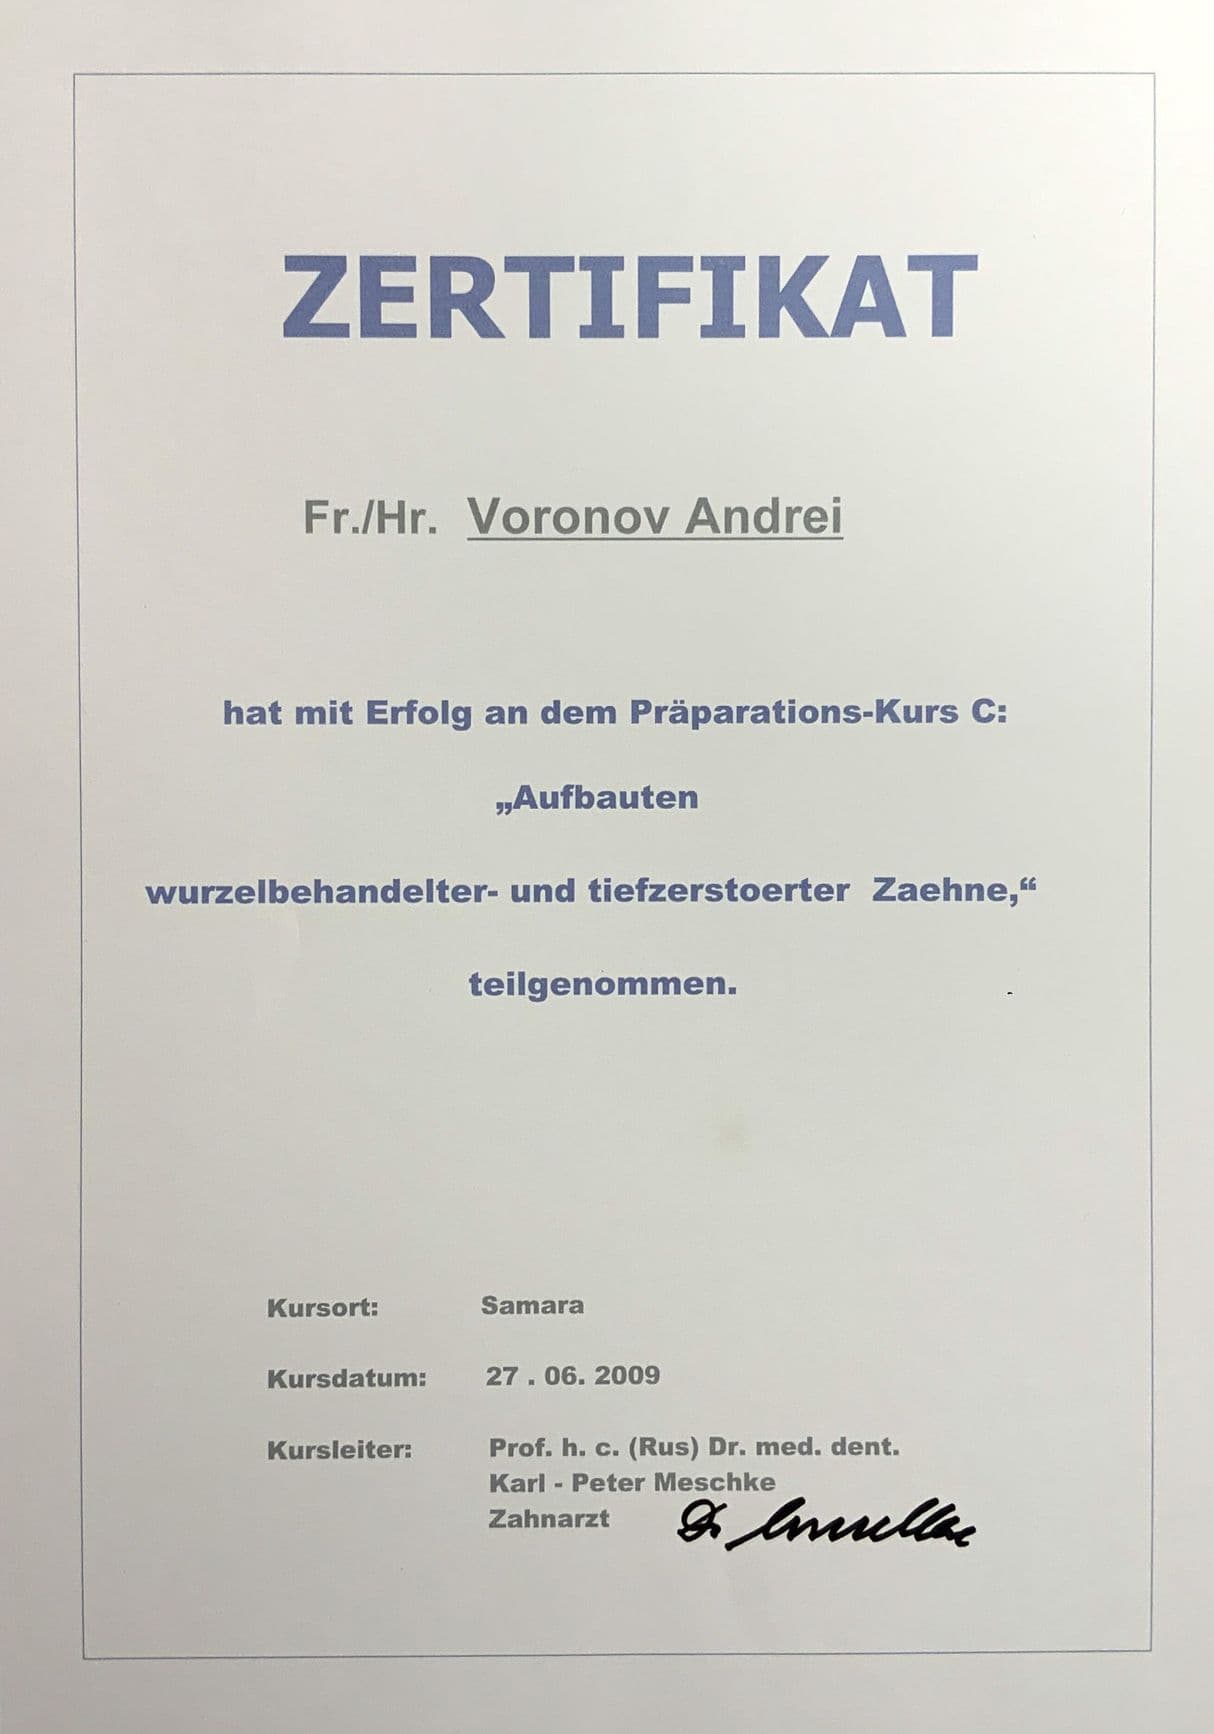 ZERTIFIKAT
Fr./Hr. Voronov Andrei
hat mit Erfolg an dem Präparations-Kurs C:
„Aufbauten
wurzelbehandelter- und tiefzerstoerter Zaehne,“
teilgenommen.
Kursort: Samara
Kursdatum: 27 . 06. 2009
Kursleiter: Prof. h. c. (Rus) Dr. med. dent.
Karl - Peter Meschke
Zahnarzt